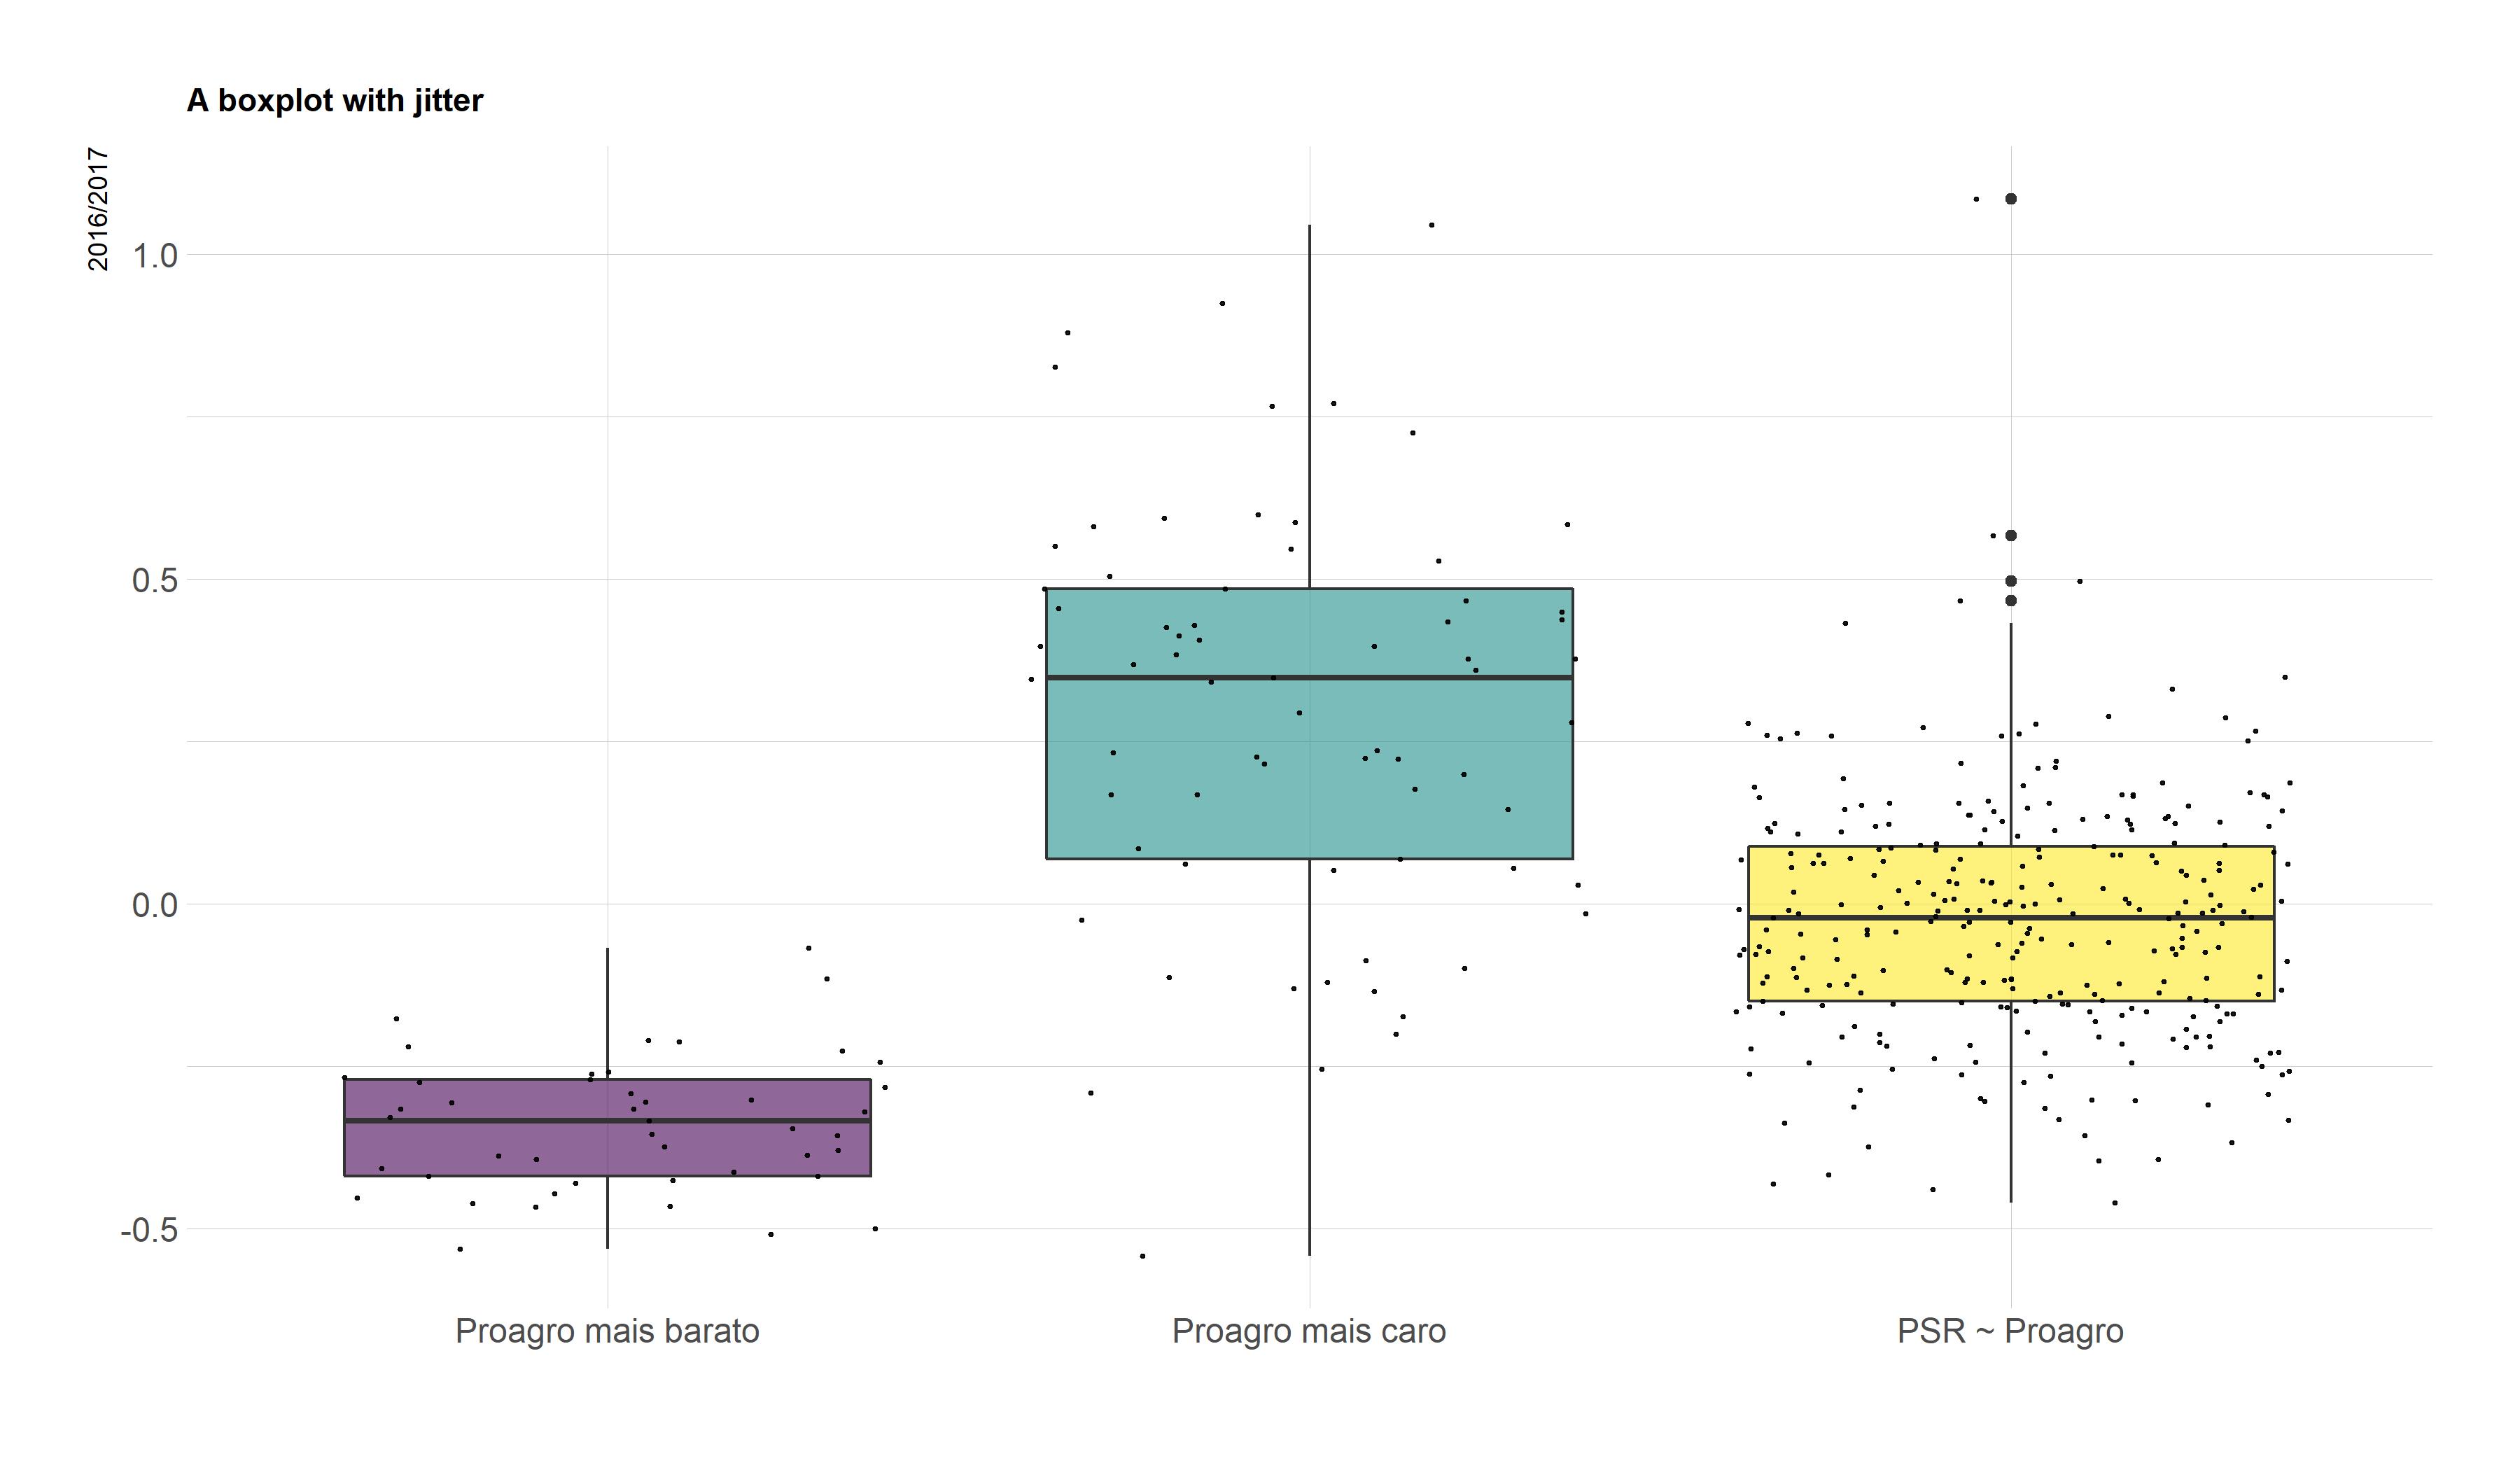 A boxplot with jitter
2016/2017
1.0
0.5
0.0
-0.5
Proagro mais barato
Proagro mais caro
PSR ~ Proagro